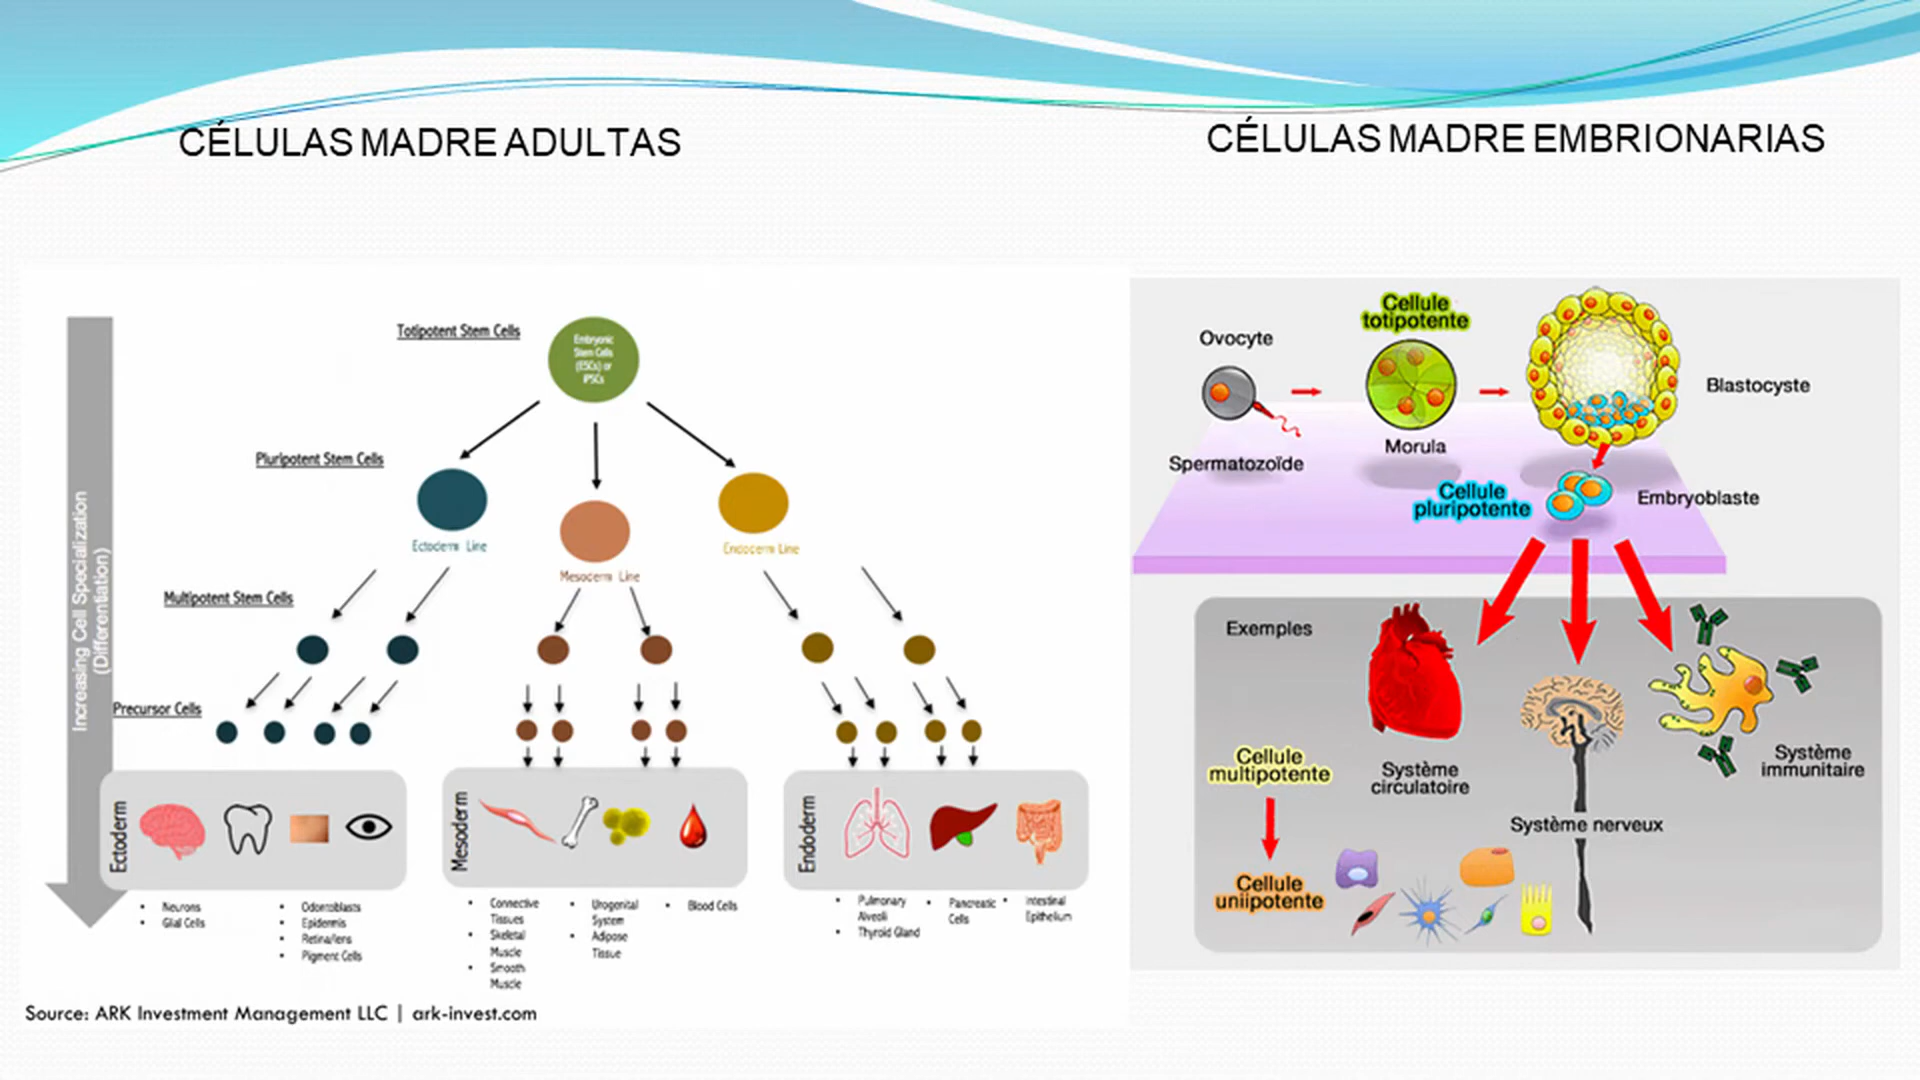 CÉLULAS MADRE ADULTAS
CÉLULAS MADRE EMBRIONARIAS
Increasing Cell Specialization
(Differentiation)
Totipotent Stem Cells
Embryonic
Stem Cells
(ESCs) or
iPSCs
Pluripotent Stem Cells
Ectoderm Line
Mesoderm Line
Endoderm Line
Multipotent Stem Cells
Precursor Cells
Ectoderm
Mesoderm
Endoderm
• Neurons
• Glial Cells
• Odontoblasts
• Epidermis
• Retina/lens
• Pigment Cells
• Connective
Tissues
• Skeletal
Muscle
• Smooth
Muscle
• Urogenital
System
• Adipose
Tissue
• Blood Cells
• Pulmonary
Alveoli
• Thyroid Gland
• Pancreatic
Cells
• Intestinal
Epithelium
Source: ARK Investment Management LLC | ark-invest.com
Ovocyte
Spermatozoïde
Cellule
totipotente
Morula
Blastocyste
Cellule
pluripotente
Embryoblaste
Exemples
Système
circulatoire
Système nerveux
Système
immunitaire
Cellule
multipotente
Cellule
uniipotente